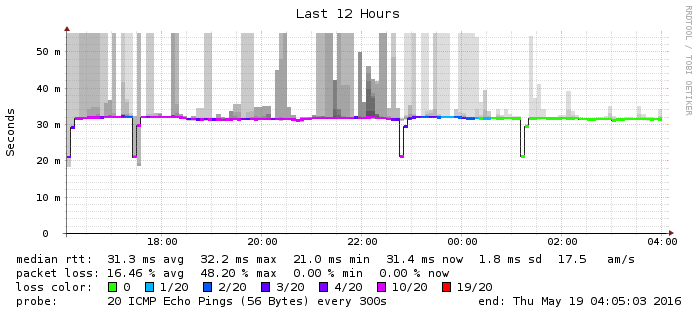 Last 12 Hours
RRDTOOL / TOBI OETIKER
Seconds
50 m
40 m
30 m
20 m
10 m
0
18:00 20:00 22:00 00:00 02:00 04:00
median rtt: 31.3 ms avg 32.2 ms max 21.0 ms min 31.4 ms now 1.8 ms sd 17.5 am/s
packet loss: 16.46 % avg 48.20 % max 0.00 % min 0.00 % now
loss color: 0 1/20 2/20 3/20 4/20 10/20 19/20
probe: 20 ICMP Echo Pings (56 Bytes) every 300s end: Thu May 19 04:05:03 2016